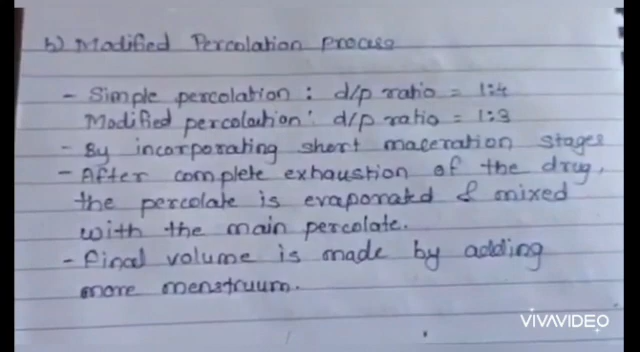 b) Modified Percolation process
- Simple percolation : d/p ratio = 1:4
Modified percolation : d/p ratio = 1:3
- By incorporating short maceration stages
- After complete exhaustion of the drug,
the percolate is evaporatd & mixed
with the main percolate.
- Final volume is made by adding
more menstruum.
VIVAVIDEO